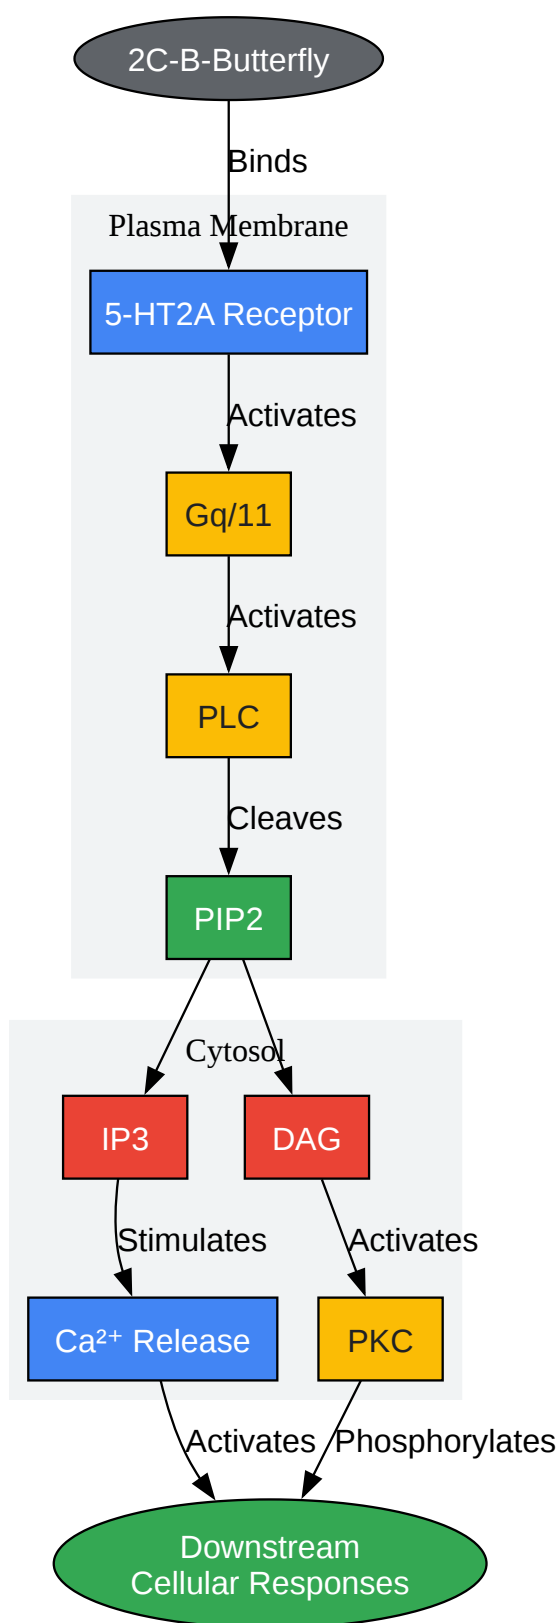 2C-B-Butterfly
Binds
Plasma Membrane
5-HT2A Receptor
Activates
Gq/11
Activates
PLC
Cleaves
PIP2
Cytosol
IP3
DAG
Stimulates
Activates
Ca²⁺ Release
PKC
Activates
Phosphorylates
Downstream
Cellular Responses